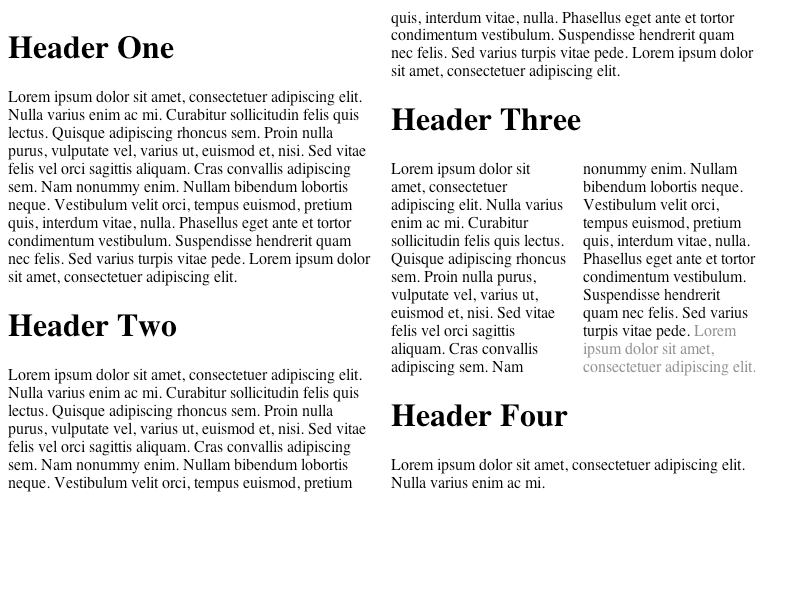 Header One
Lorem ipsum dolor sit amet, consectetuer adipiscing elit.
Nulla varius enim ac mi. Curabitur sollicitudin felis quis
lectus. Quisque adipiscing rhoncus sem. Proin nulla
purus, vulputate vel, varius ut, euismod et, nisi. Sed vitae
felis vel orci sagittis aliquam. Cras convallis adipiscing
sem. Nam nonummy enim. Nullam bibendum lobortis
neque. Vestibulum velit orci, tempus euismod, pretium
quis, interdum vitae, nulla. Phasellus eget ante et tortor
condimentum vestibulum. Suspendisse hendrerit quam
nec felis. Sed varius turpis vitae pede. Lorem ipsum dolor
sit amet, consectetuer adipiscing elit.
Header Two
Lorem ipsum dolor sit amet, consectetuer adipiscing elit.
Nulla varius enim ac mi. Curabitur sollicitudin felis quis
lectus. Quisque adipiscing rhoncus sem. Proin nulla
purus, vulputate vel, varius ut, euismod et, nisi. Sed vitae
felis vel orci sagittis aliquam. Cras convallis adipiscing
sem. Nam nonummy enim. Nullam bibendum lobortis
neque. Vestibulum velit orci, tempus euismod, pretium
quis, interdum vitae, nulla. Phasellus eget ante et tortor
condimentum vestibulum. Suspendisse hendrerit quam
nec felis. Sed varius turpis vitae pede. Lorem ipsum dolor
sit amet, consectetuer adipiscing elit.
Header Three
Lorem ipsum dolor sit
amet, consectetuer
adipiscing elit. Nulla varius
enim ac mi. Curabitur
sollicitudin felis quis lectus.
Quisque adipiscing rhoncus
sem. Proin nulla purus,
vulputate vel, varius ut,
euismod et, nisi. Sed vitae
felis vel orci sagittis
aliquam. Cras convallis
adipiscing sem. Nam
nonummy enim. Nullam
bibendum lobortis neque.
Vestibulum velit orci,
tempus euismod, pretium
quis, interdum vitae, nulla.
Phasellus eget ante et tortor
condimentum vestibulum.
Suspendisse hendrerit
quam nec felis. Sed varius
turpis vitae pede. Lorem
ipsum dolor sit amet,
consectetuer adipiscing elit.
Header Four
Lorem ipsum dolor sit amet, consectetuer adipiscing elit.
Nulla varius enim ac mi.